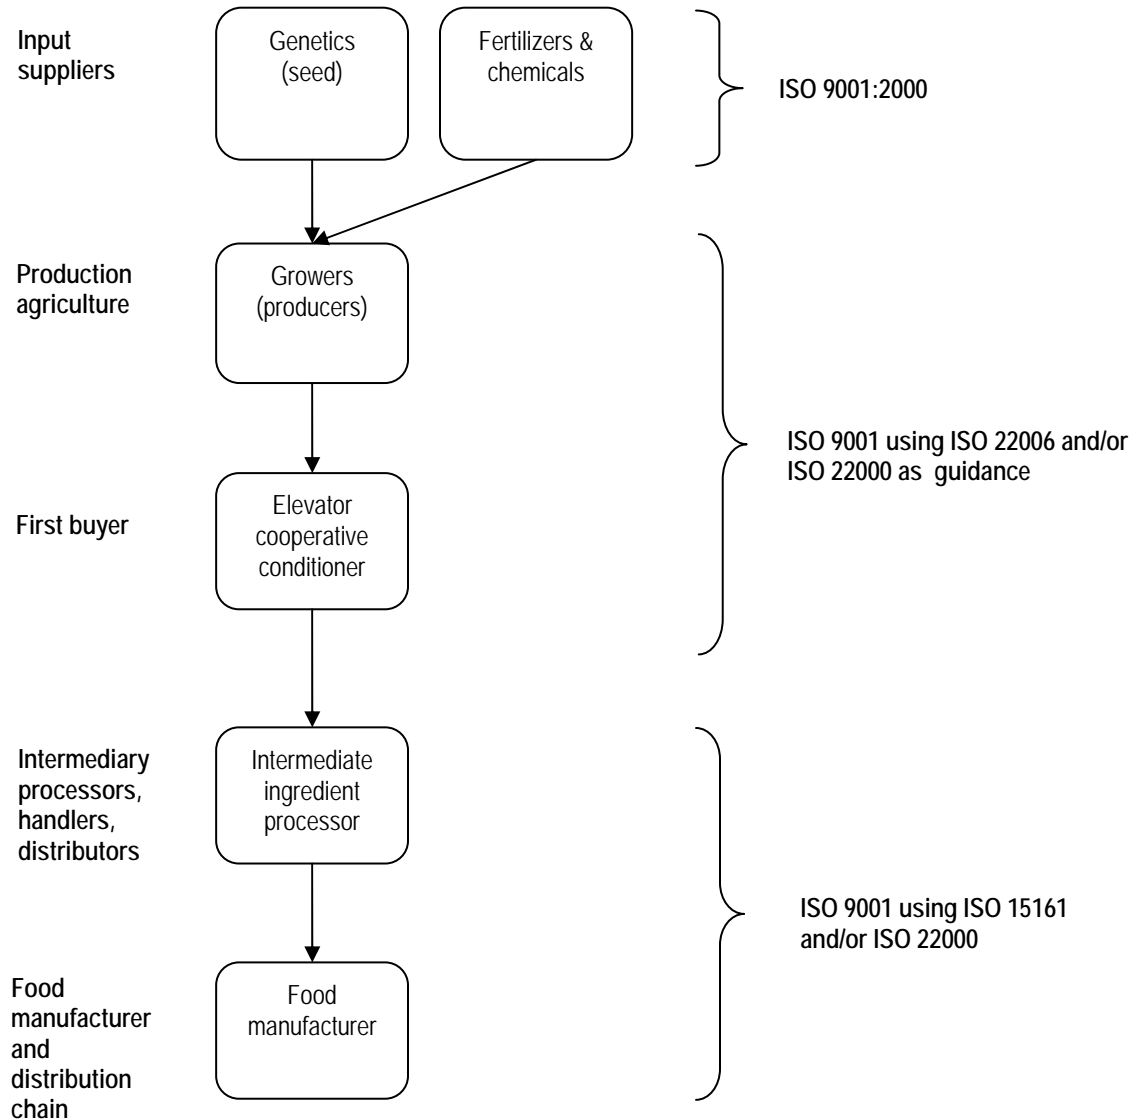 Input
suppliers
Genetics
(seed)
Fertilizers &
chemicals
ISO 9001:2000
Production
agriculture
Growers
(producers)
ISO 9001 using ISO 22006 and/or
ISO 22000 as  guidance
First buyer
Elevator
cooperative
conditioner
Intermediary
processors,
handlers,
distributors
Intermediate
ingredient
processor
ISO 9001 using ISO 15161
and/or ISO 22000
Food
manufacturer
and
distribution
chain
Food
manufacturer